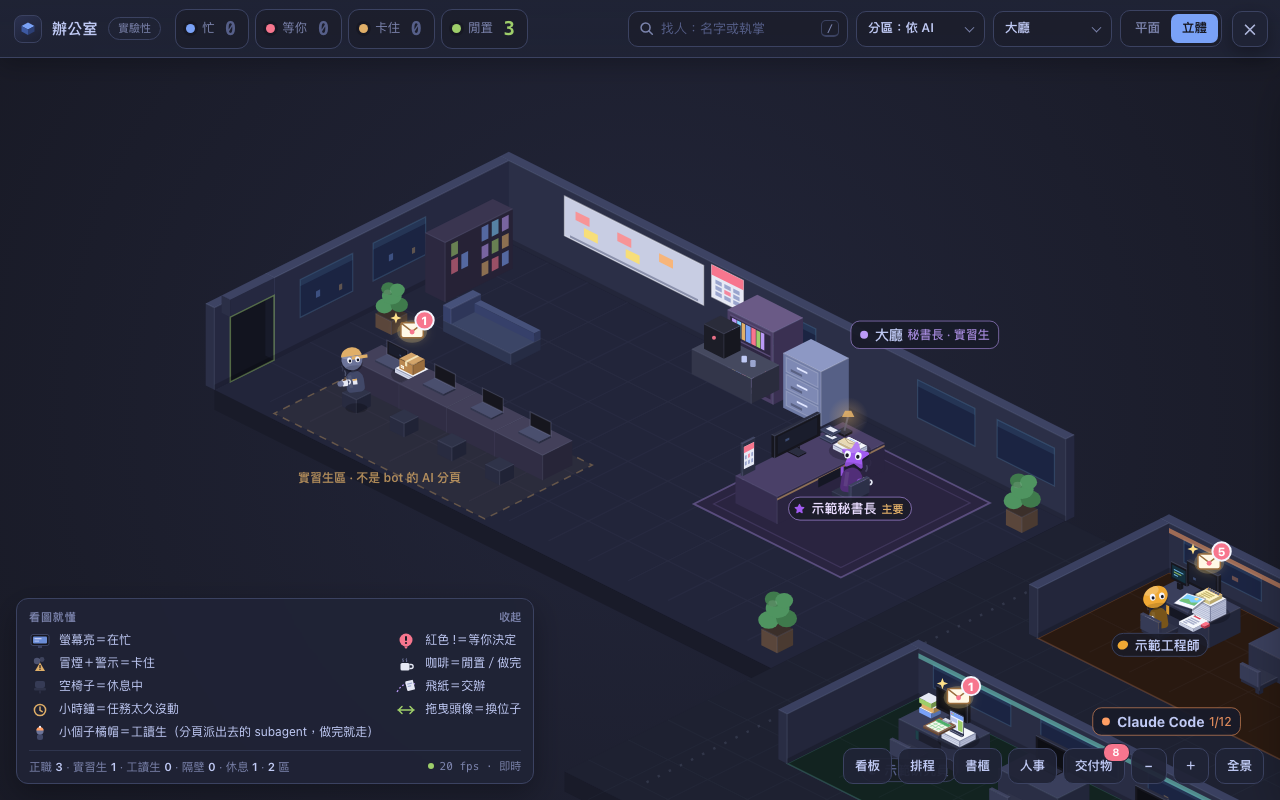 辦公室 實驗性 忙 0 等你 0 卡住 0 閒置 3 找人：名字或執掌 / 分區：依 AI 大廳 平面 立體
1
大廳 秘書長 · 實習生
實習生區 · 不是 bot 的 AI 分頁
示範秘書長 主要
5
示範工程師
1
Claude Code 1/12
看圖就懂 收起
螢幕亮＝在忙 紅色 !＝等你決定
冒煙＋警示＝卡住 咖啡＝閒置 / 做完
空椅子＝休息中 飛紙＝交辦
小時鐘＝任務太久沒動 拖曳頭像＝換位子
小個子橘帽＝工讀生（分頁派出去的 subagent，做完就走）
正職 3 · 實習生 1 · 工讀生 0 · 隔壁 0 · 休息 1 · 2 區 20 fps · 即時
看板 排程 書櫃 人事 交付物 8 − + 全景